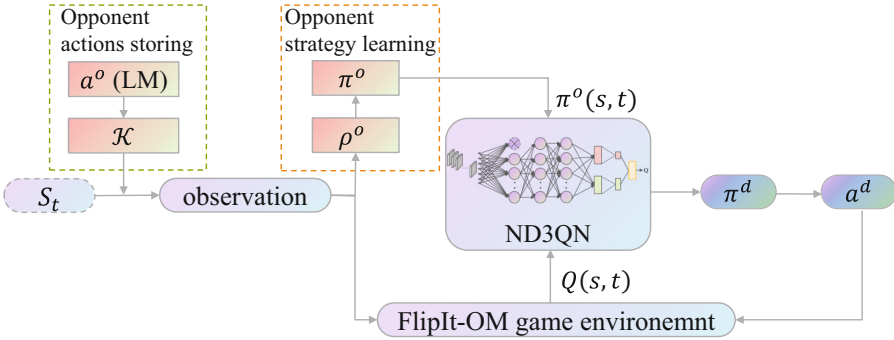 Opponent
actions storing
a^o (LM)
𝒦
Opponent
strategy learning
π^o
ρ^o
π^o(s, t)
S_t
observation
Q
ND3QN
π^d
a^d
Q(s, t)
FlipIt-OM game environemnt